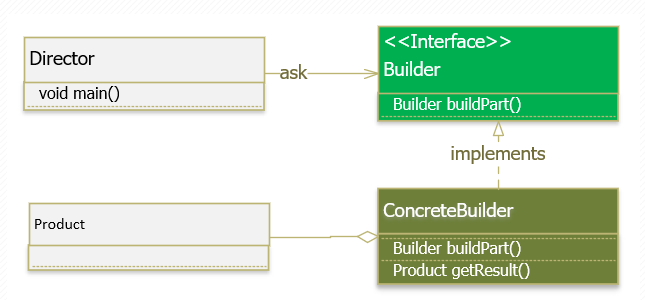 Director
void main()
ask
<<Interface>>
Builder
Builder buildPart()
implements
Product
ConcreteBuilder
Builder buildPart()
Product getResult()